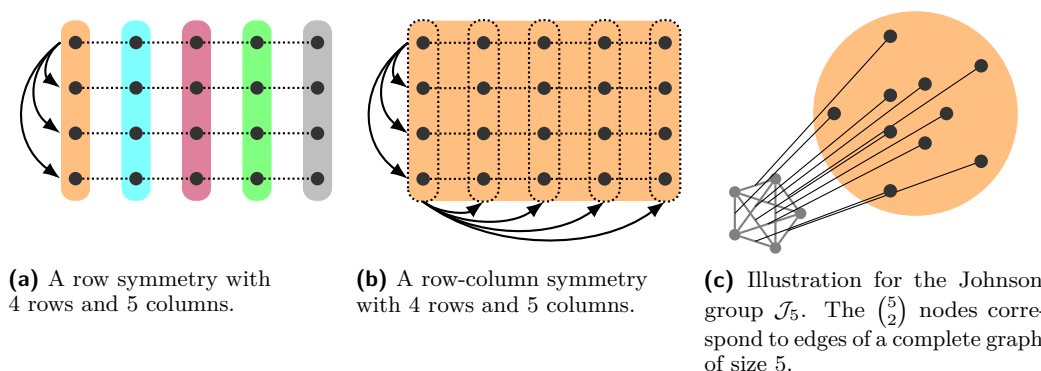 (a) A row symmetry with
4 rows and 5 columns.
(b) A row-column symmetry
with 4 rows and 5 columns.
(c) Illustration for the Johnson
group 𝒥₅. The (5 2) nodes corre-
spond to edges of a complete graph
of size 5.